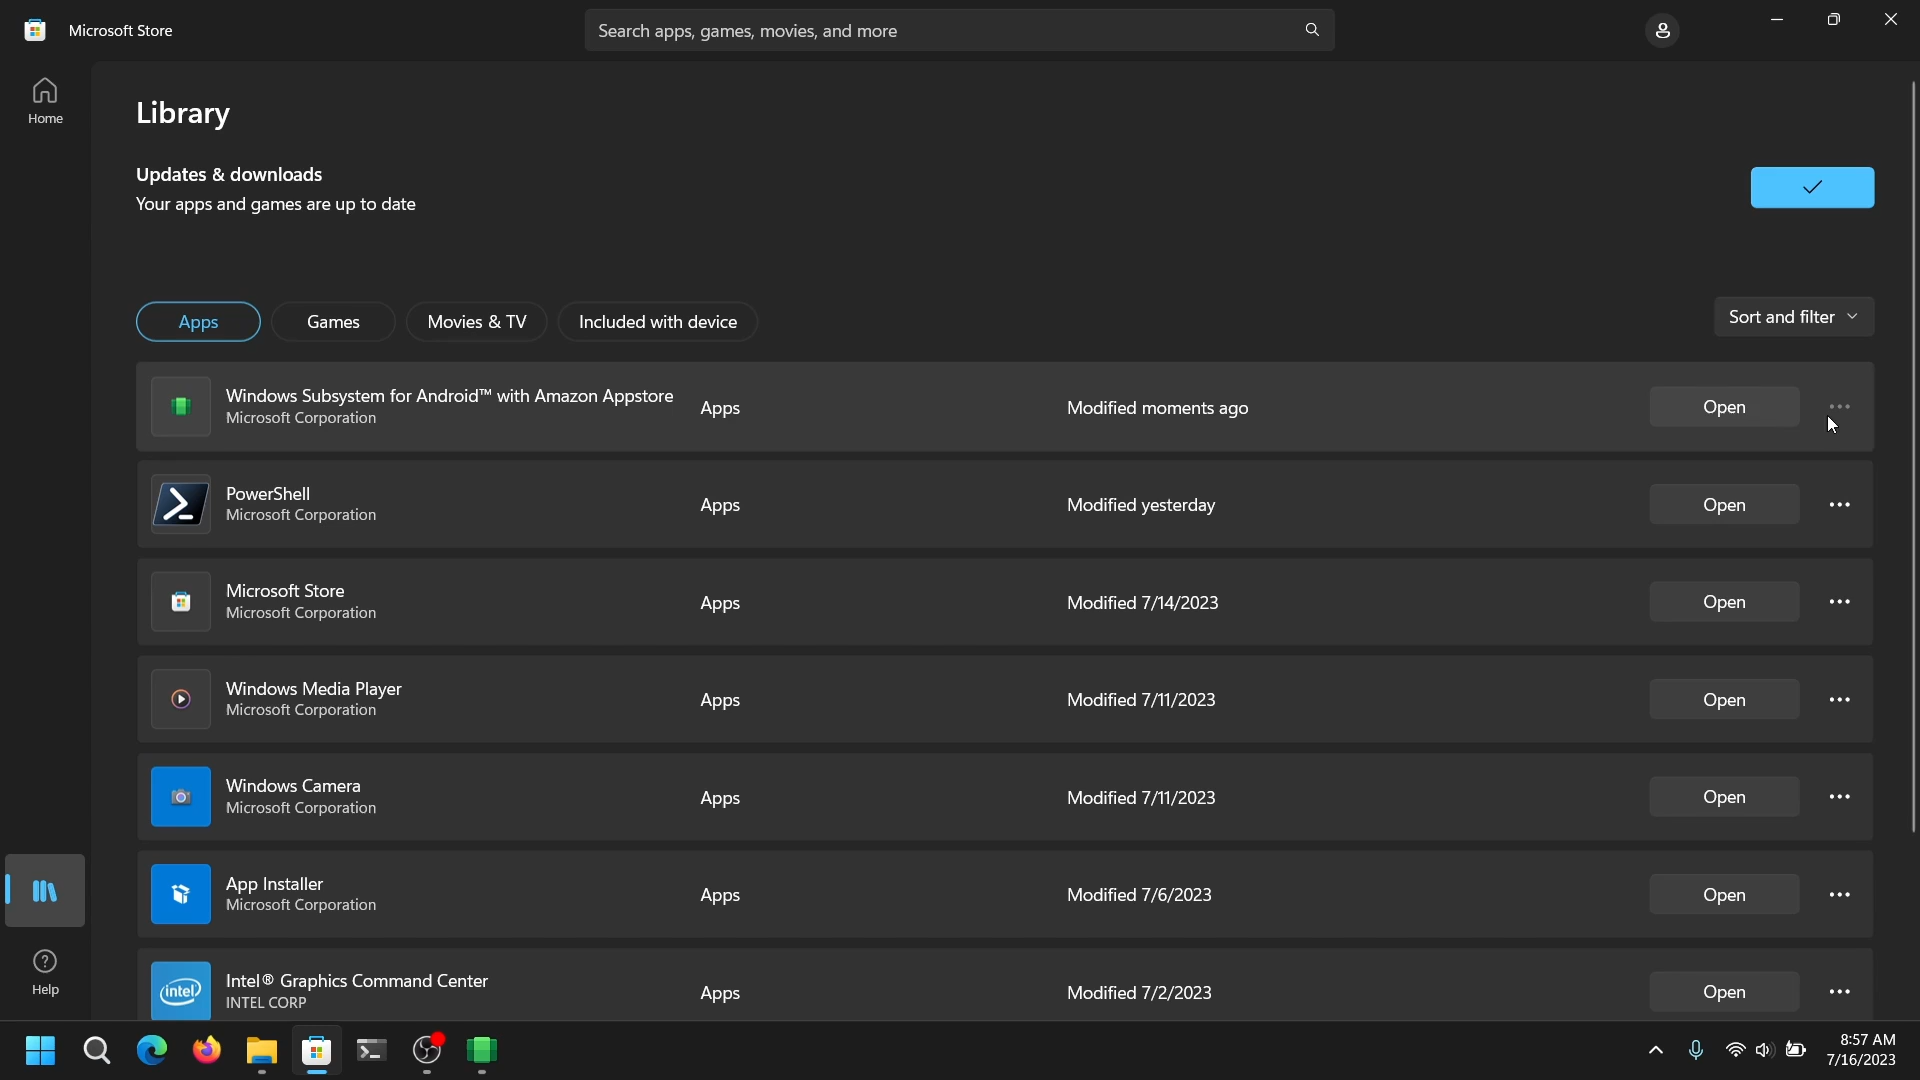 Microsoft Store
Search apps, games, movies, and more
Home
Library
Updates & downloads
Your apps and games are up to date
Apps
Games
Movies & TV
Included with device
Sort and filter
Windows Subsystem for Android™ with Amazon Appstore
Microsoft Corporation
Apps
Modified moments ago
Open
PowerShell
Microsoft Corporation
Apps
Modified yesterday
Open
Microsoft Store
Microsoft Corporation
Apps
Modified 7/14/2023
Open
Windows Media Player
Microsoft Corporation
Apps
Modified 7/11/2023
Open
Windows Camera
Microsoft Corporation
Apps
Modified 7/11/2023
Open
App Installer
Microsoft Corporation
Apps
Modified 7/6/2023
Open
intel
Intel® Graphics Command Center
INTEL CORP
Apps
Modified 7/2/2023
Open
Help
8:57 AM
7/16/2023